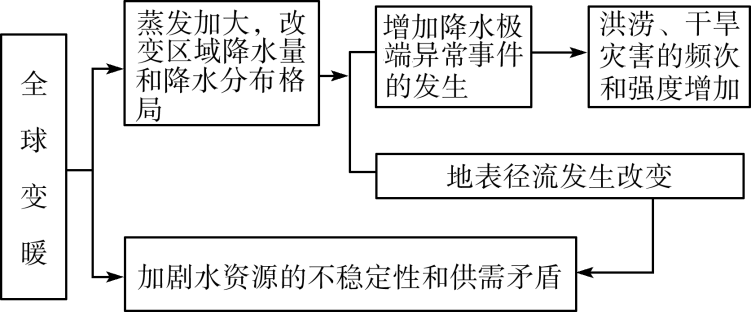 全球变暖
蒸发加大，改
变区域降水量
和降水分布格
局
增加降水极
端异常事件
的发生
洪涝、干旱
灾害的频次
和强度增加
地表径流发生改变
加剧水资源的不稳定性和供需矛盾